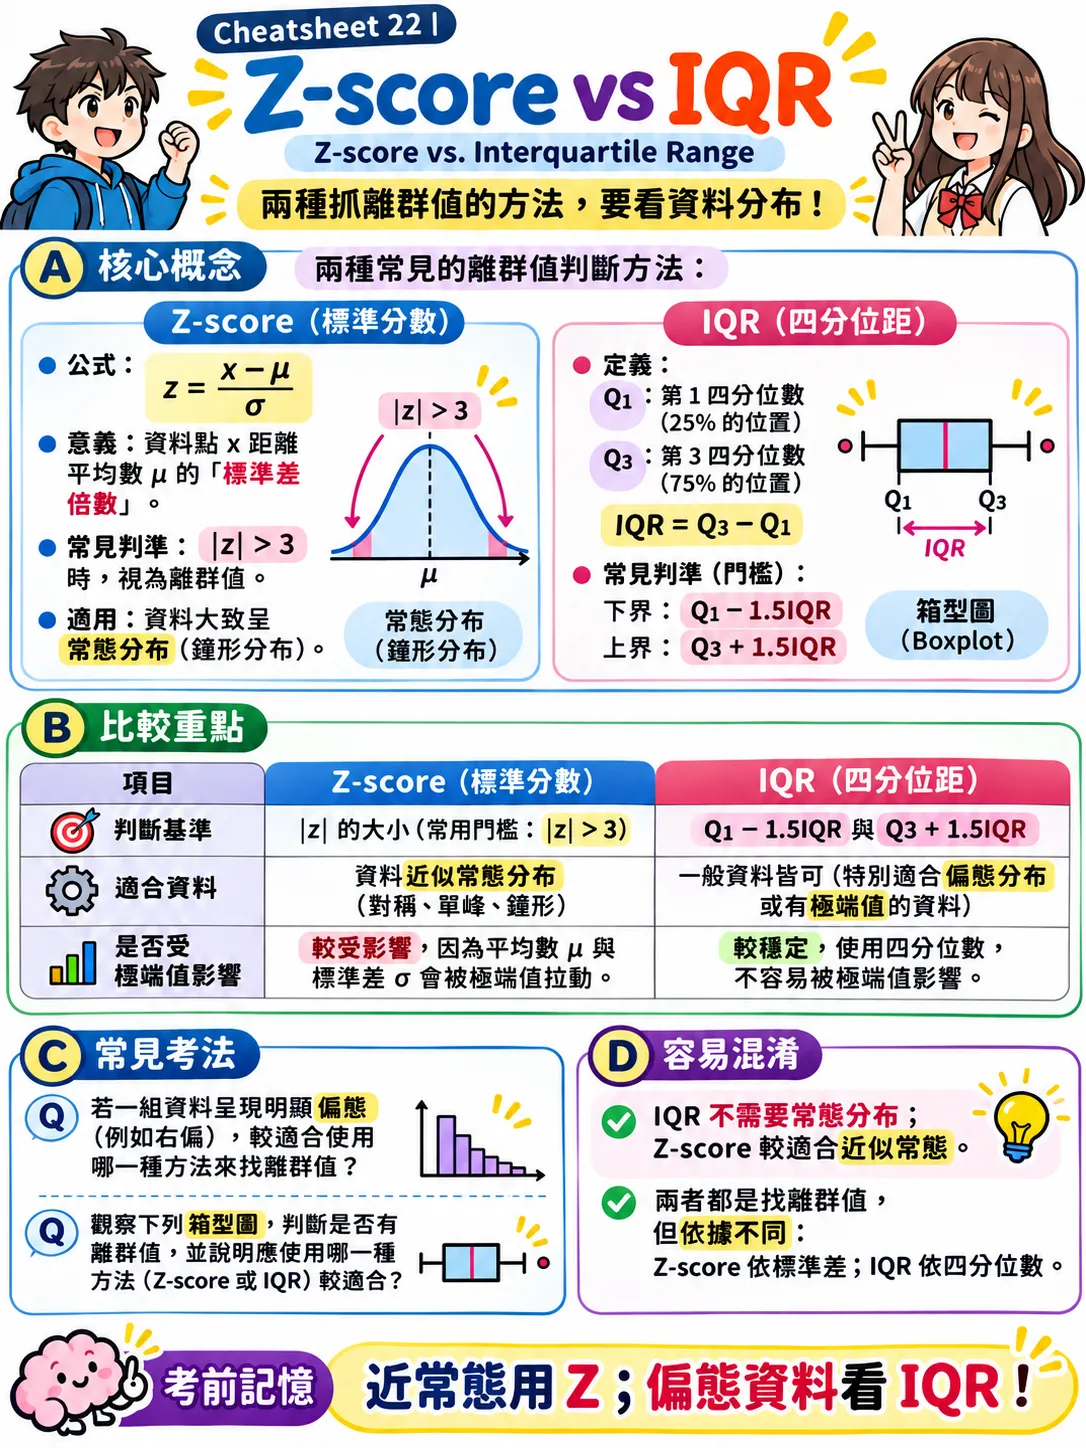 Cheatsheet 22 |
Z-score vs IQR
Z-score vs. Interquartile Range
兩種抓離群值的方法，要看資料分布！
A 核心概念
兩種常見的離群值判斷方法：
Z-score（標準分數）
公式：
z = (x − μ) / σ
意義：資料點 x 距離
平均數 μ 的「標準差
倍數」。
常見判準：|z| > 3
時，視為離群值。
適用：資料大致呈
常態分布（鐘形分布）。
|z| > 3
μ
常態分布
（鐘形分布）
IQR（四分位距）
定義：
Q1：第 1 四分位數
（25% 的位置）
Q3：第 3 四分位數
（75% 的位置）
IQR = Q3 − Q1
常見判準（門檻）：
下界：Q1 − 1.5IQR
上界：Q3 + 1.5IQR
Q1
Q3
IQR
箱型圖
（Boxplot）
B 比較重點
項目
Z-score（標準分數）
IQR（四分位距）
判斷基準
|z| 的大小（常用門檻：|z| > 3）
Q1 − 1.5IQR 與 Q3 + 1.5IQR
適合資料
資料近似常態分布
（對稱、單峰、鐘形）
一般資料皆可（特別適合偏態分布
或有極端值的資料）
是否受
極端值影響
較受影響，因為平均數 μ 與
標準差 σ 會被極端值拉動。
較穩定，使用四分位數，
不容易被極端值影響。
C 常見考法
Q
若一組資料呈現明顯偏態
（例如右偏），較適合使用
哪一種方法來找離群值？
Q
觀察下列箱型圖，判斷是否有
離群值，並說明應使用哪一種
方法（Z-score 或 IQR）較適合？
D 容易混淆
IQR 不需要常態分布；
Z-score 較適合近似常態。
兩者都是找離群值，
但依據不同：
Z-score 依標準差；IQR 依四分位數。
考前記憶
近常態用 Z；偏態資料看 IQR！